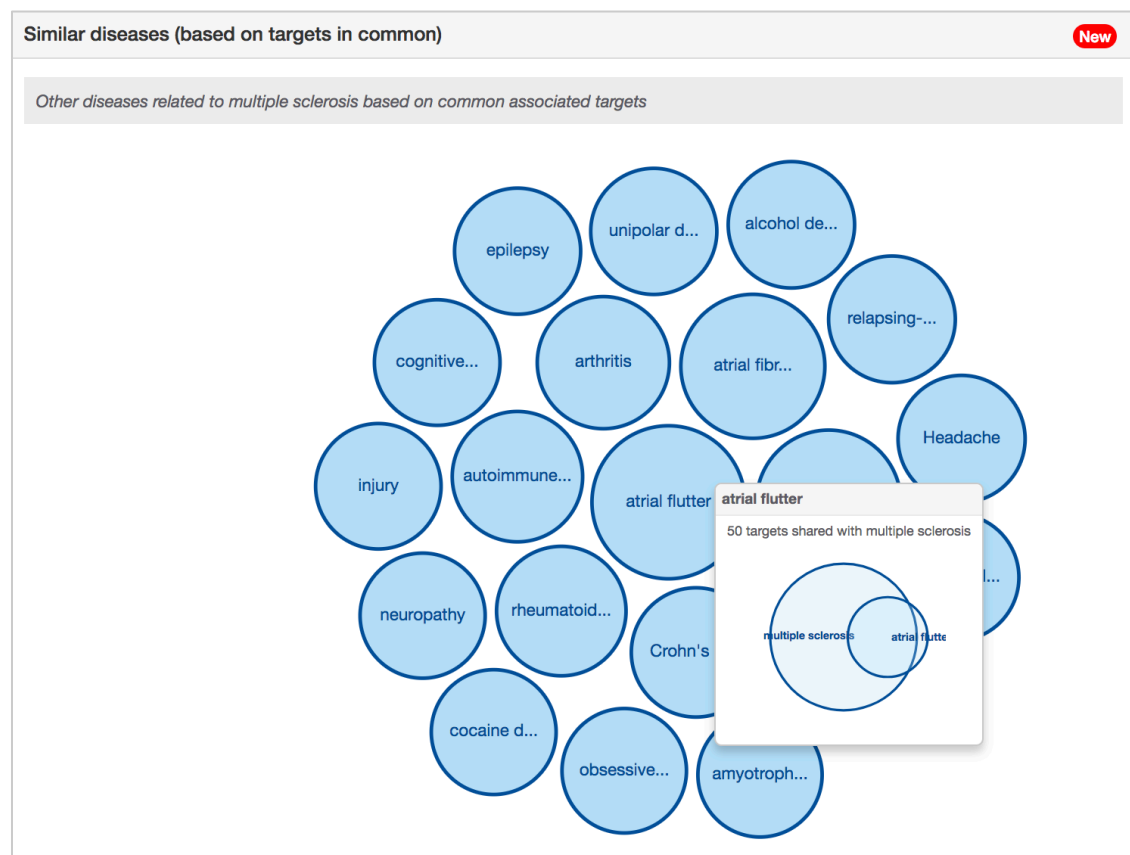 Similar diseases (based on targets in common)
New
Other diseases related to multiple sclerosis based on common associated targets
alcohol de...
unipolar d...
epilepsy
relapsing-...
cognitive...
arthritis
atrial fibr...
Headache
injury
autoimmune...
atrial flutter
atrial flutter
50 targets shared with multiple sclerosis
multiple sclerosis
atrial flutte
l...
neuropathy
rheumatoid...
Crohn's
cocaine d...
obsessive...
amyotroph...